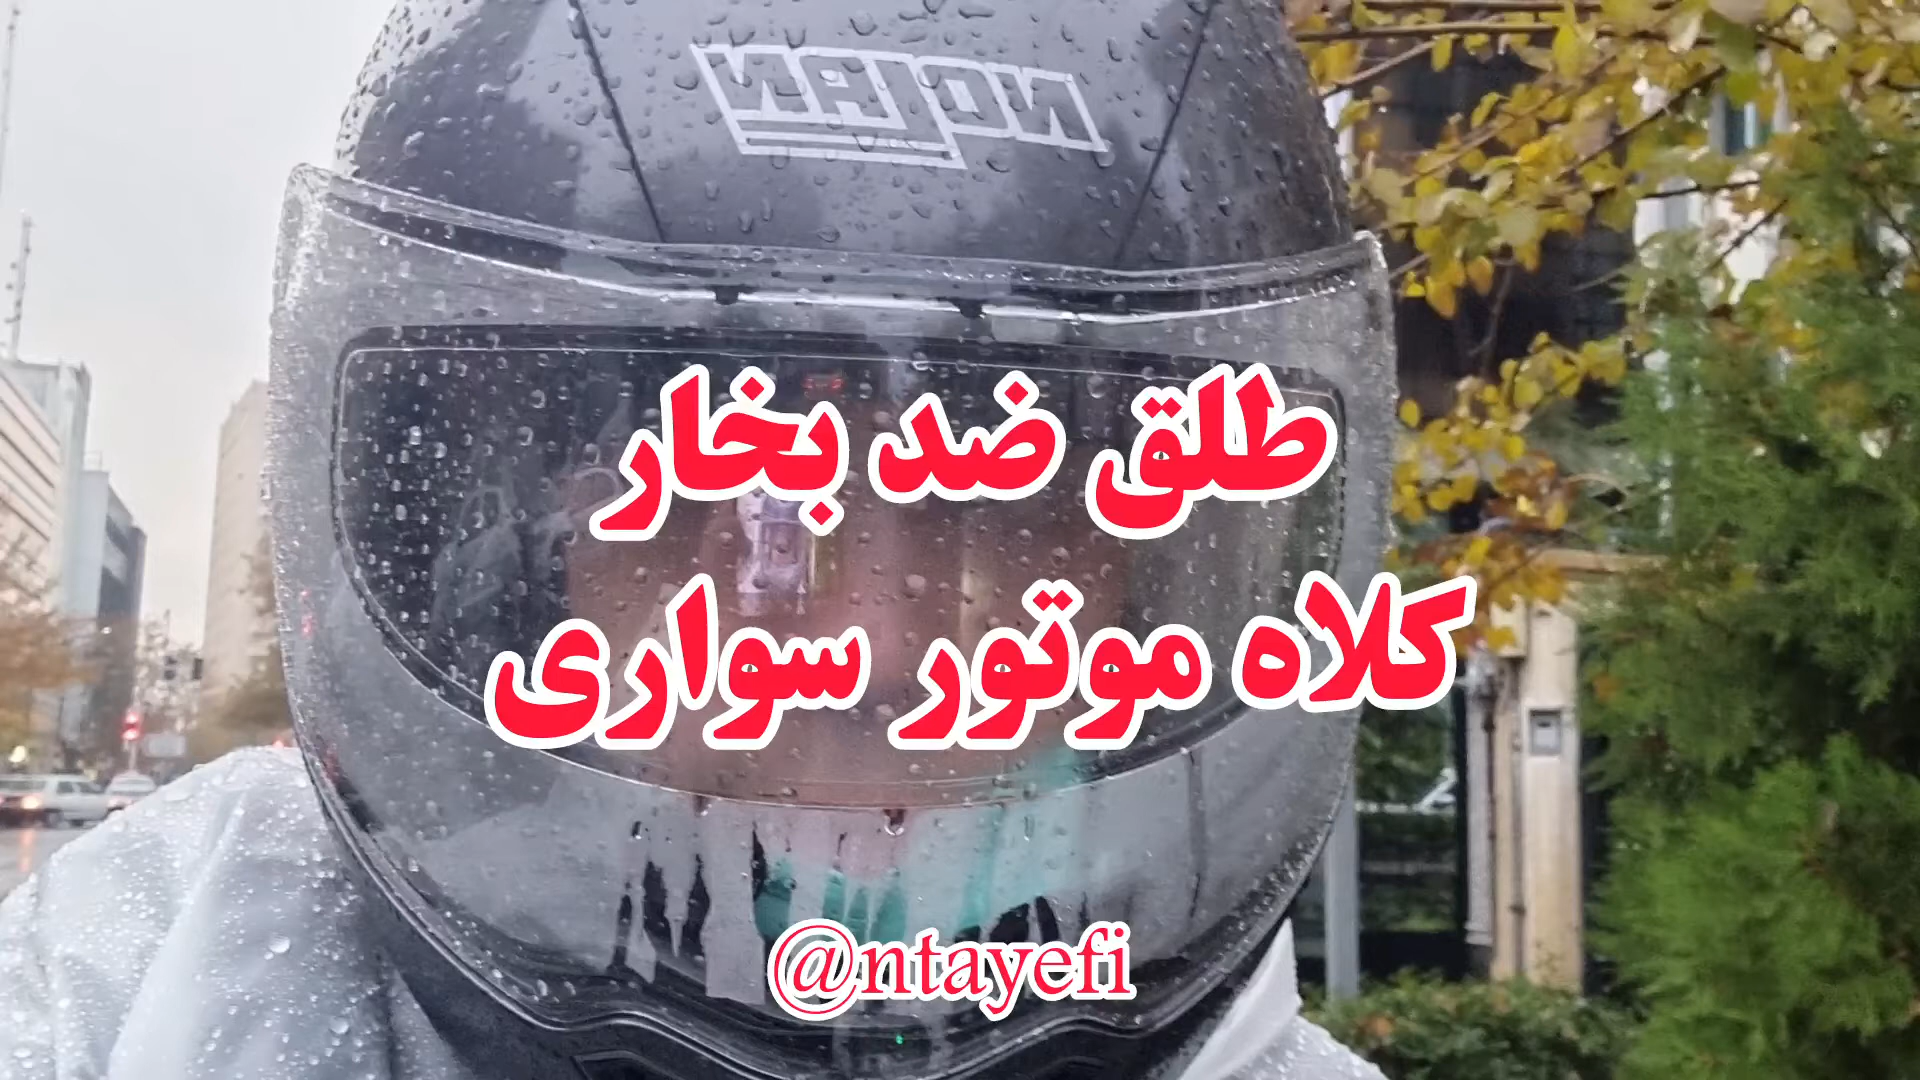 NOLAN
طلق ضد بخار
کلاه موتور سواری
@ntayefi